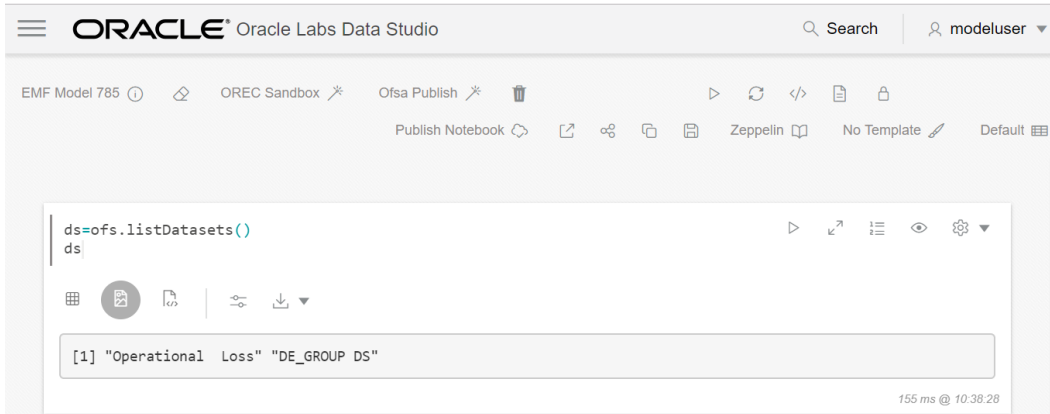 ORACLE® Oracle Labs Data Studio Search modeluser
EMF Model 785 OREC Sandbox Ofsa Publish
Publish Notebook Zeppelin No Template Default
ds=ofs.listDatasets()
ds
[1] "Operational  Loss" "DE_GROUP DS"
155 ms @ 10:38:28